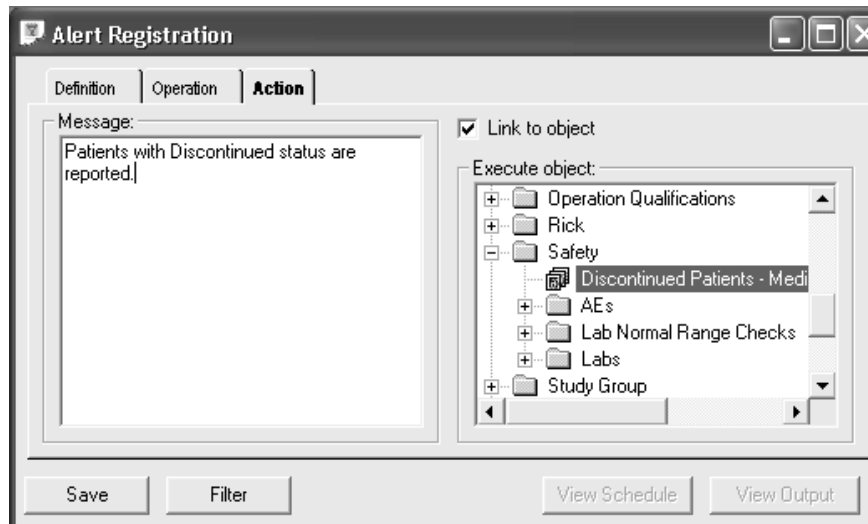 Alert Registration
Definition
Operation
Action
Message:
Patients with Discontinued status are
reported.
Link to object
Execute object:
Operation Qualifications
Rick
Safety
Discontinued Patients - Medi
AEs
Lab Normal Range Checks
Labs
Study Group
Save
Filter
View Schedule
View Output